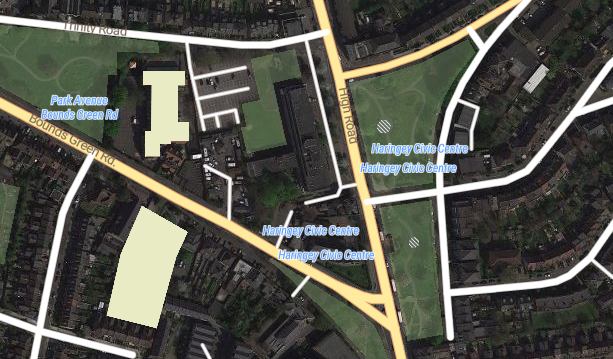 Trinity Road
Park Avenue
Bounds Green Rd
Bounds Green Rd.
High Road
Haringey Civic Centre
Haringey Civic Centre
Haringey Civic Centre
Haringey Civic Centre